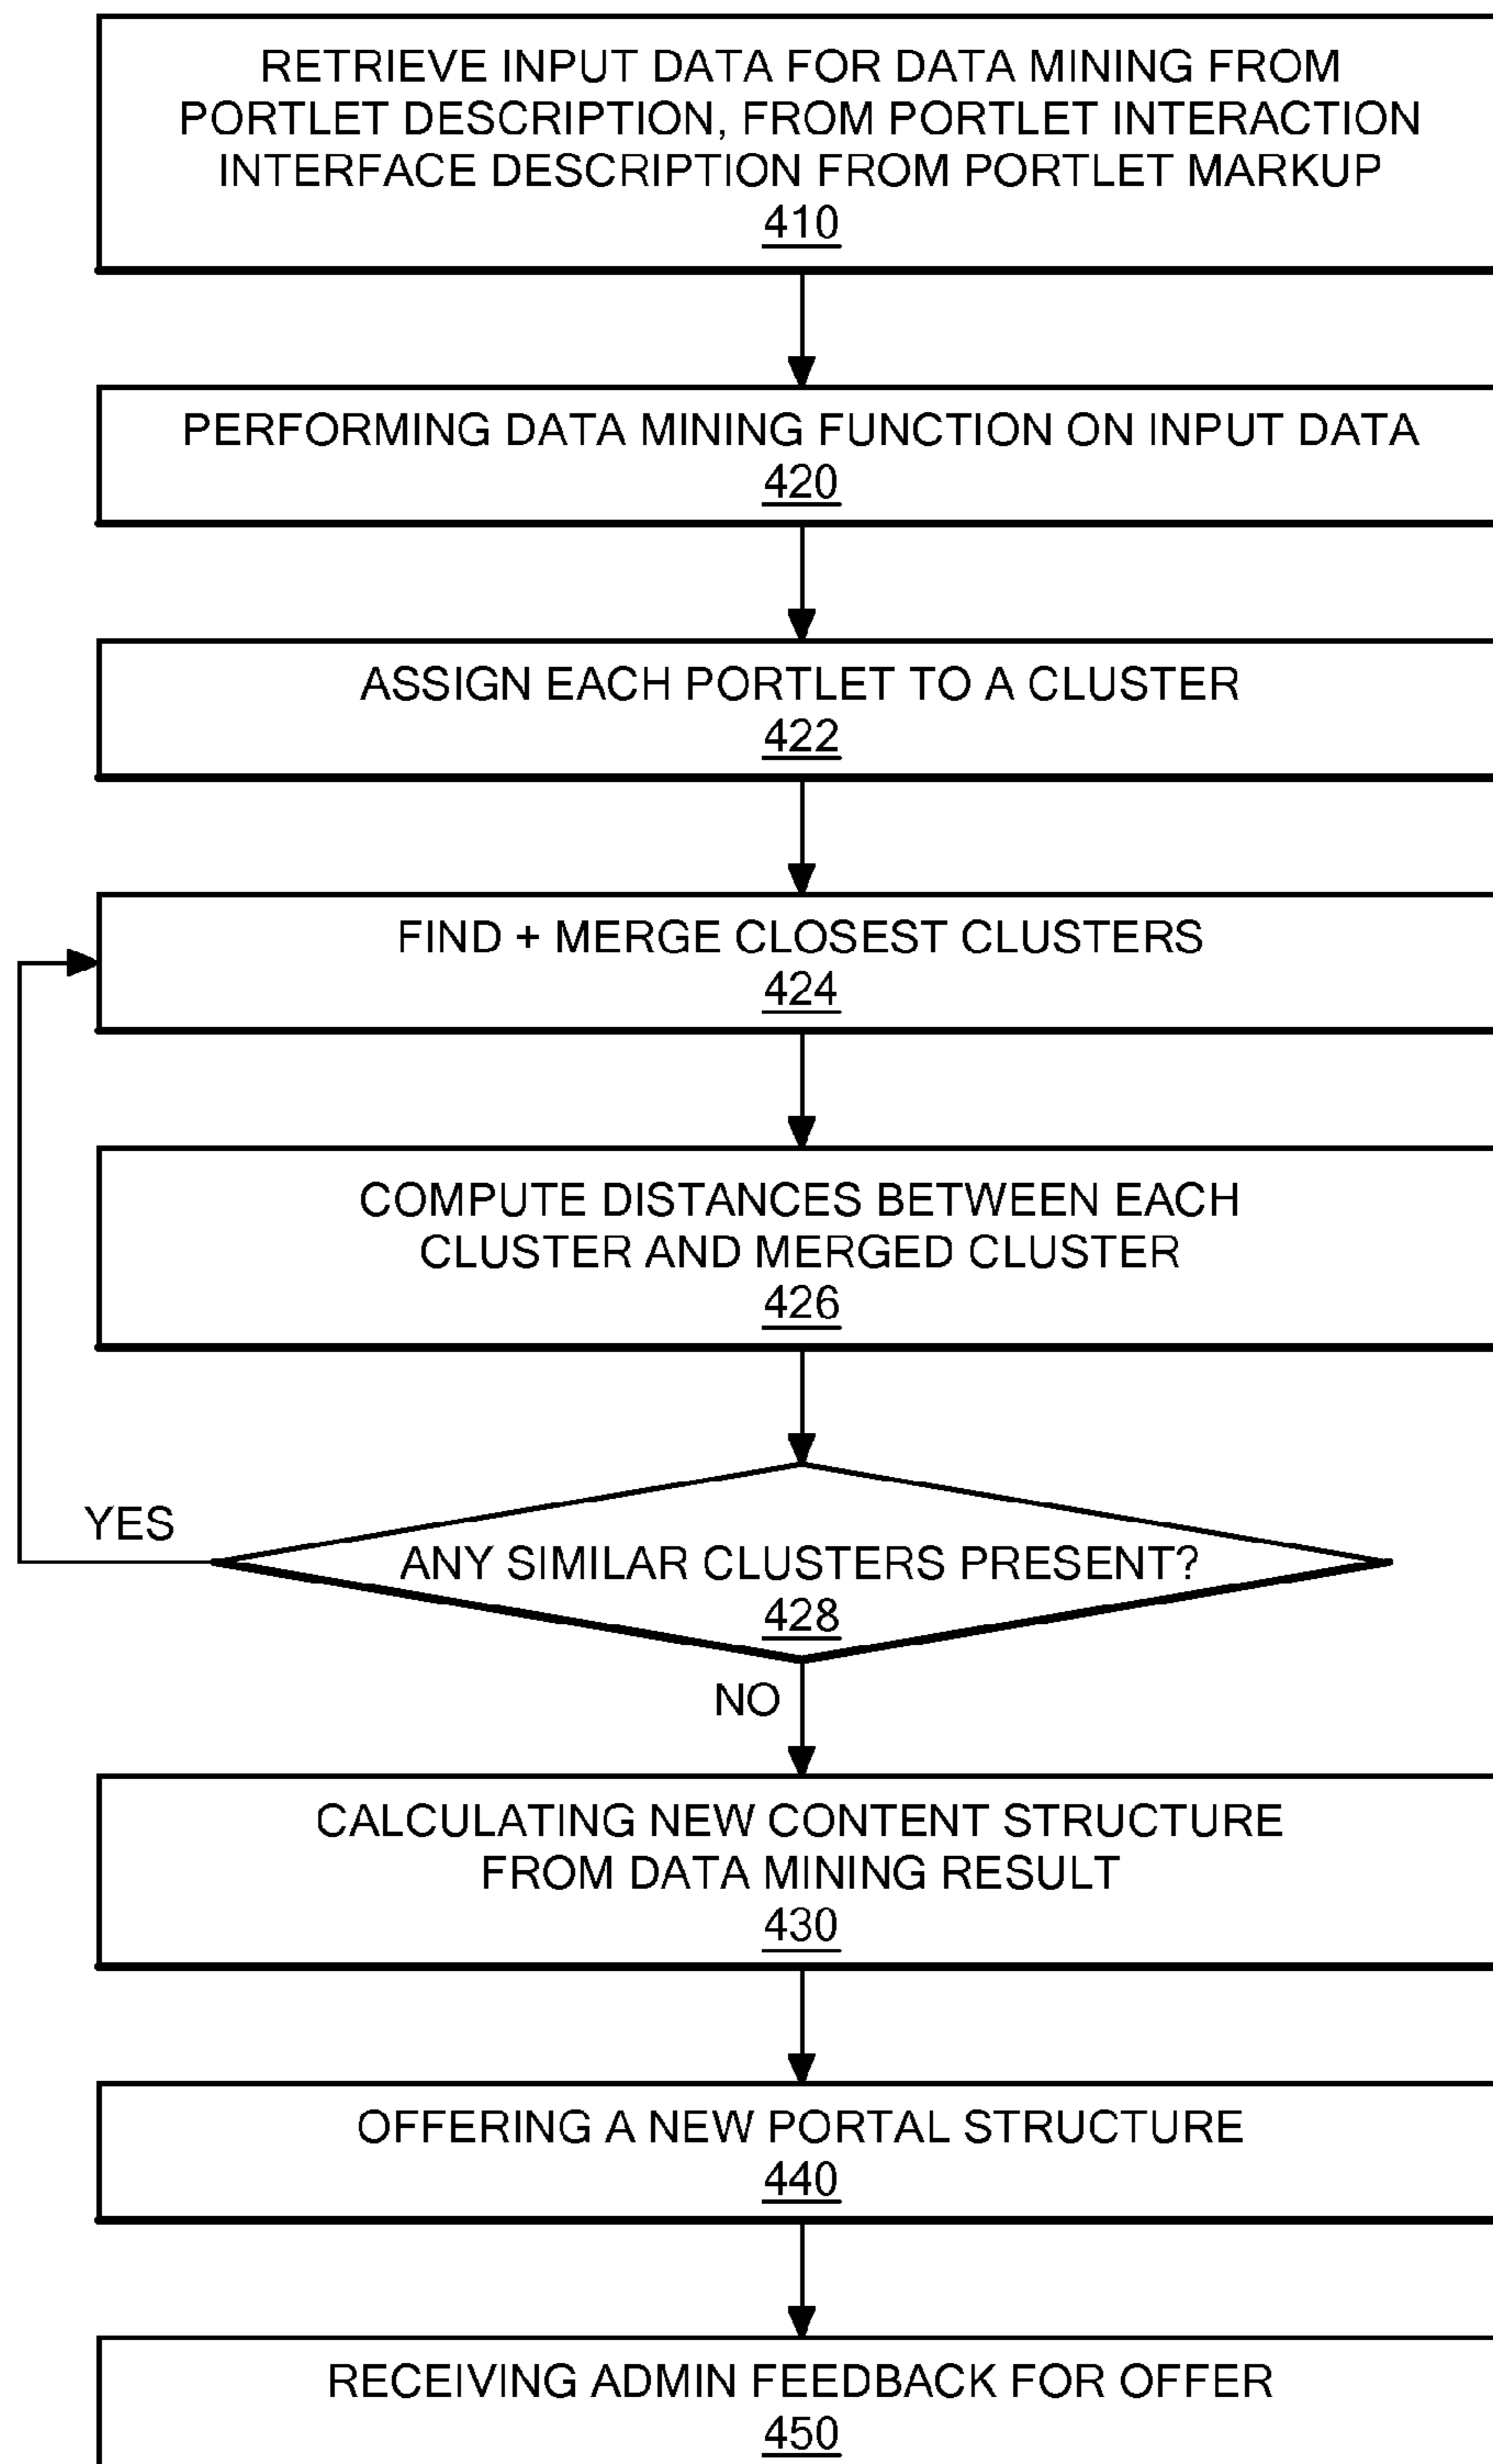 RETRIEVE INPUT DATA FOR DATA MINING FROM
PORTLET DESCRIPTION, FROM PORTLET INTERACTION
INTERFACE DESCRIPTION FROM PORTLET MARKUP
410
PERFORMING DATA MINING FUNCTION ON INPUT DATA
420
ASSIGN EACH PORTLET TO A CLUSTER
422
FIND + MERGE CLOSEST CLUSTERS
424
COMPUTE DISTANCES BETWEEN EACH
CLUSTER AND MERGED CLUSTER
426
YES
ANY SIMILAR CLUSTERS PRESENT?
428
NO
CALCULATING NEW CONTENT STRUCTURE
FROM DATA MINING RESULT
430
OFFERING A NEW PORTAL STRUCTURE
440
RECEIVING ADMIN FEEDBACK FOR OFFER
450